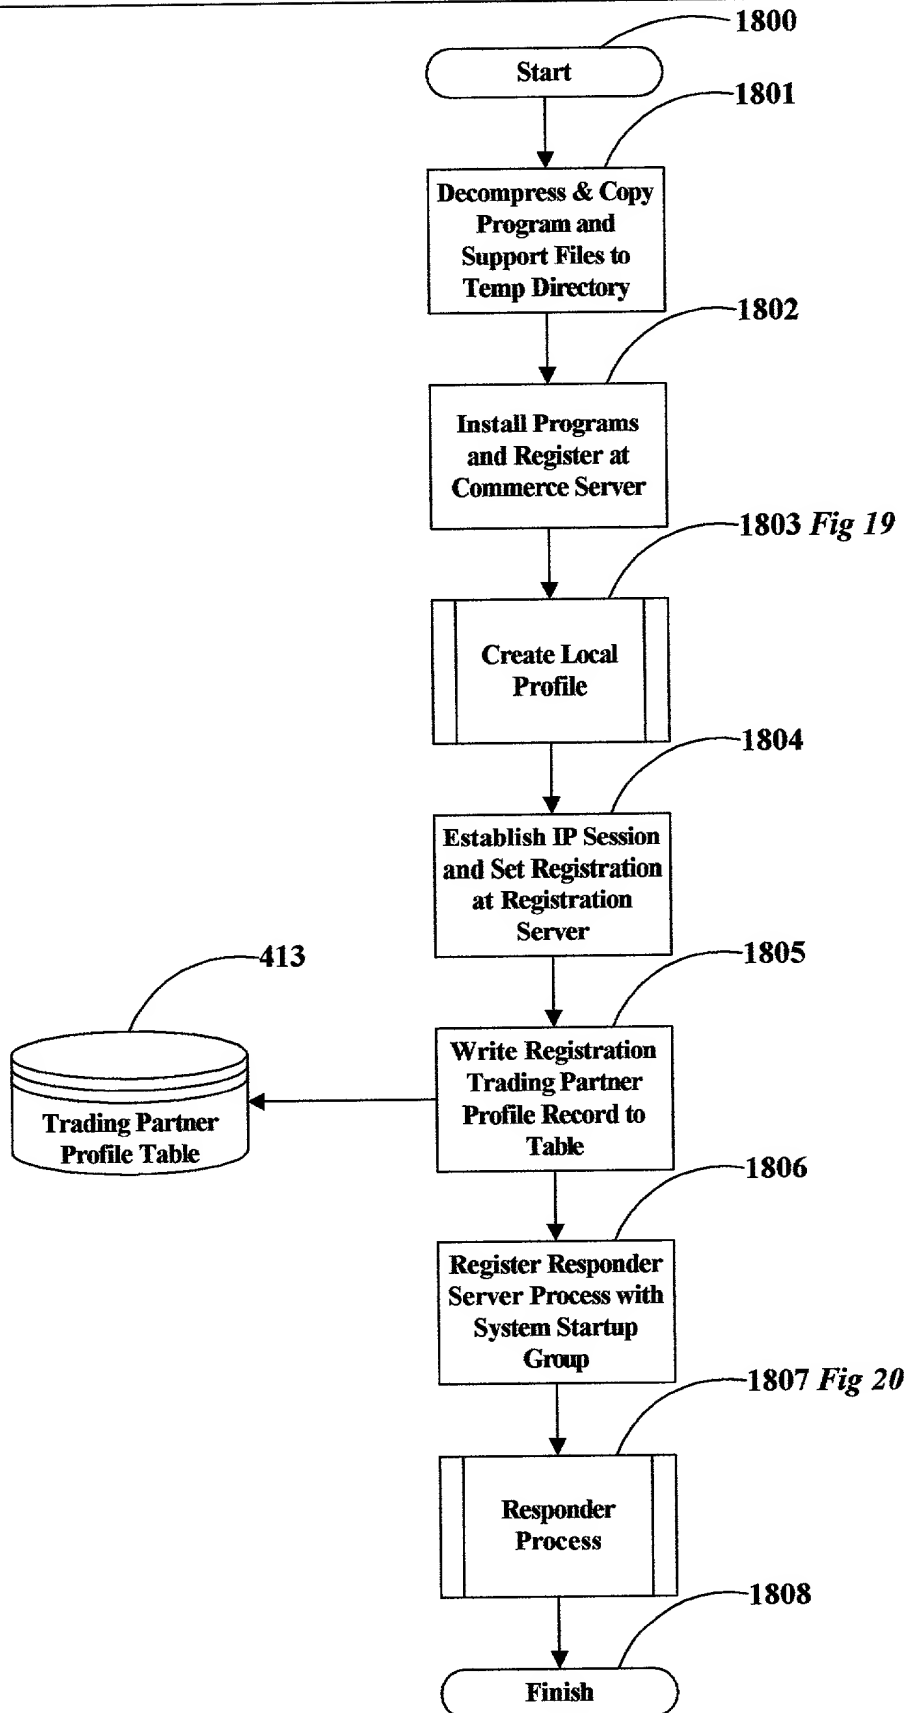 1800
Start
1801
Decompress & Copy
Program and
Support Files to
Temp Directory
1802
Install Programs
and Register at
Commerce Server
1803 Fig 19
Create Local
Profile
1804
Establish IP Session
and Set Registration
at Registration
Server
413
1805
Write Registration
Trading Partner
Profile Record to
Table
Trading Partner
Profile Table
1806
Register Responder
Server Process with
System Startup
Group
1807 Fig 20
Responder
Process
1808
Finish